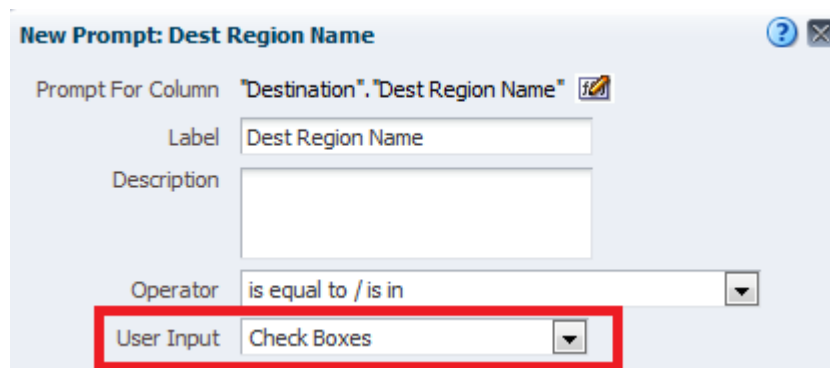 New Prompt: Dest Region Name
Prompt For Column "Destination"."Dest Region Name"
Label Dest Region Name
Description
Operator is equal to / is in
User Input Check Boxes